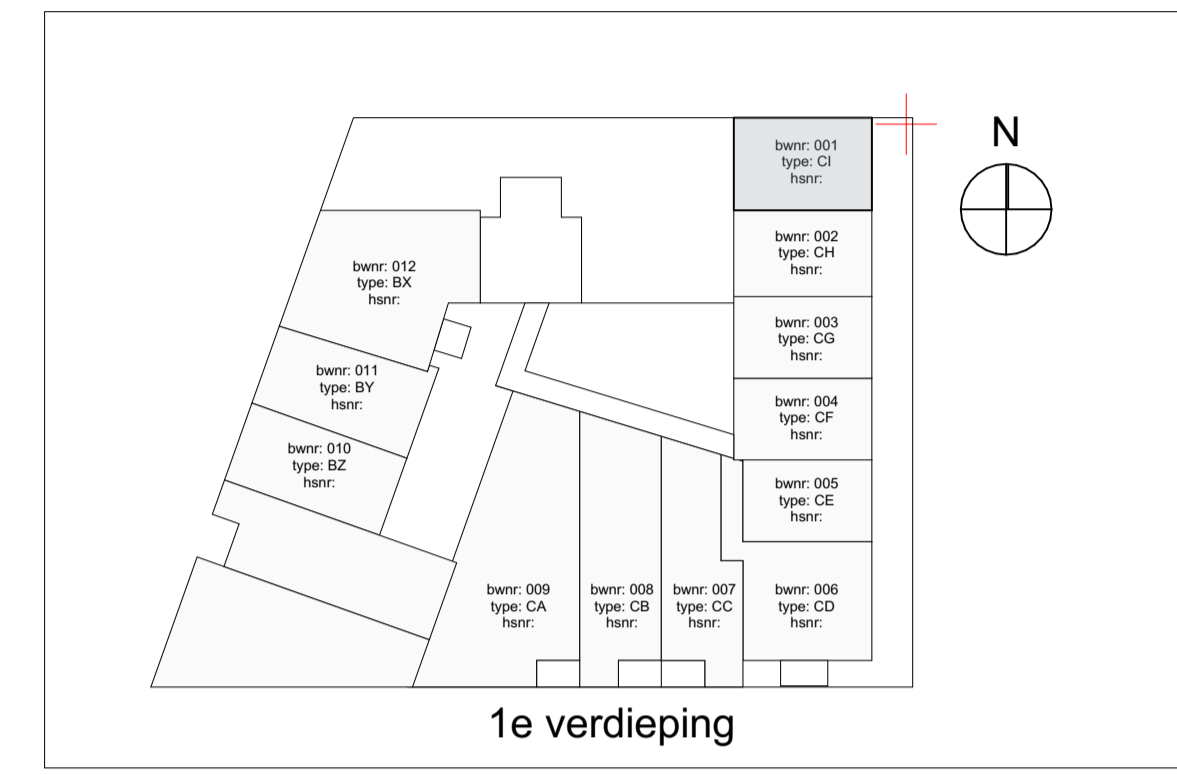 bwnr: 001
type: CI
hsnr:
N
bwnr: 002
type: CH
hsnr:
bwnr: 012
type: BX
hsnr:
bwnr: 003
type: CG
hsnr:
bwnr: 011
type: BY
hsnr:
bwnr: 004
type: CF
hsnr:
bwnr: 010
type: BZ
hsnr:
bwnr: 005
type: CE
hsnr:
bwnr: 009
type: CA
hsnr:
bwnr: 008
type: CB
hsnr:
bwnr: 007
type: CC
hsnr:
bwnr: 006
type: CD
hsnr:
1e verdieping